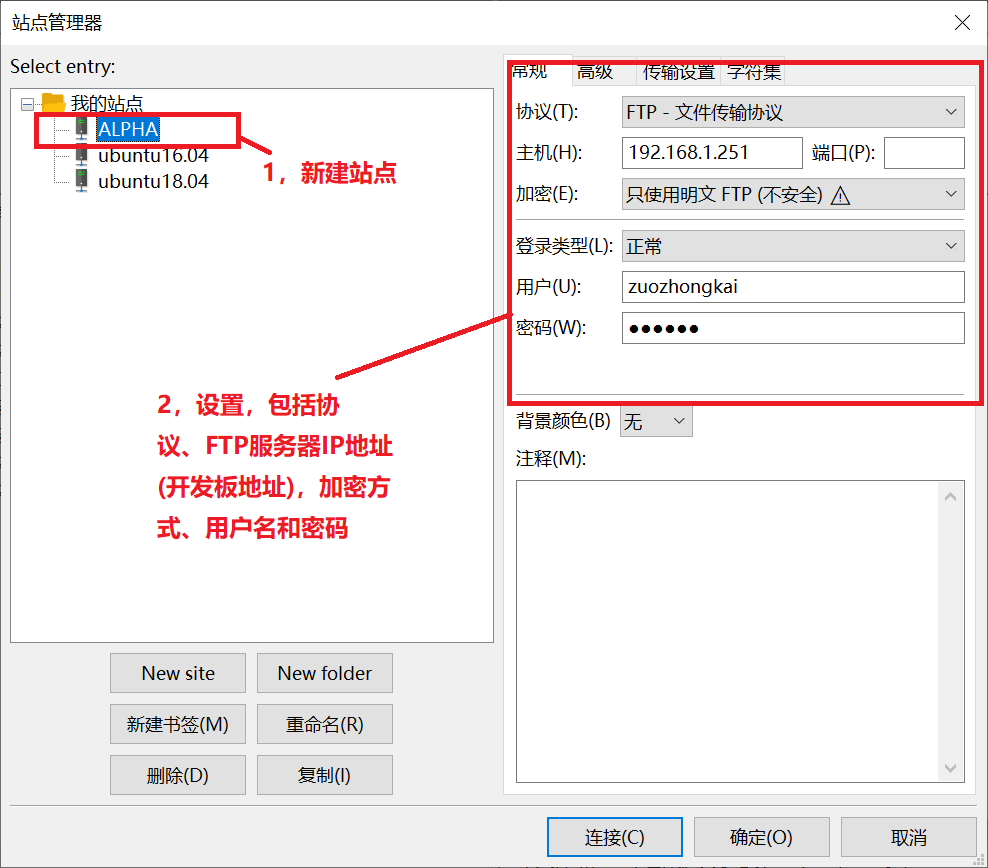 站点管理器
Select entry:
我的站点
ALPHA
ubuntu16.04
ubuntu18.04
1，新建站点
2，设置，包括协
议、FTP服务器IP地址
(开发板地址)，加密方
式、用户名和密码
New site
New folder
新建书签(M)
重命名(R)
删除(D)
复制(I)
常规 高级 传输设置 字符集
协议(T): FTP - 文件传输协议
主机(H): 192.168.1.251 端口(P):
加密(E): 只使用明文 FTP (不安全)
登录类型(L): 正常
用户(U): zuozhongkai
密码(W): ●●●●●●
背景颜色(B) 无
注释(M):
连接(C)
确定(O)
取消